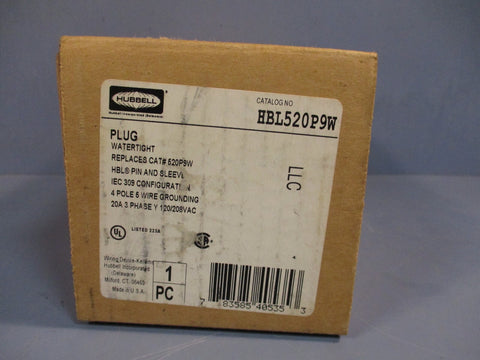 HUBBELL
CATALOG NO
HBL520P9W
PLUG
WATERTIGHT
REPLACES CAT# 520P9W
HBL® PIN AND SLEEVE
IEC 309 CONFIGURATION
4 POLE 5 WIRE GROUNDING
20A 3 PHASE Y 120/208VAC
LLC
UL
LISTED 225A
Wiring Device-Kellems
Hubbell Incorporated
(Delaware)
Milford, CT. 06460
Made in U.S.A.
1
PC
7 83585 40535 3